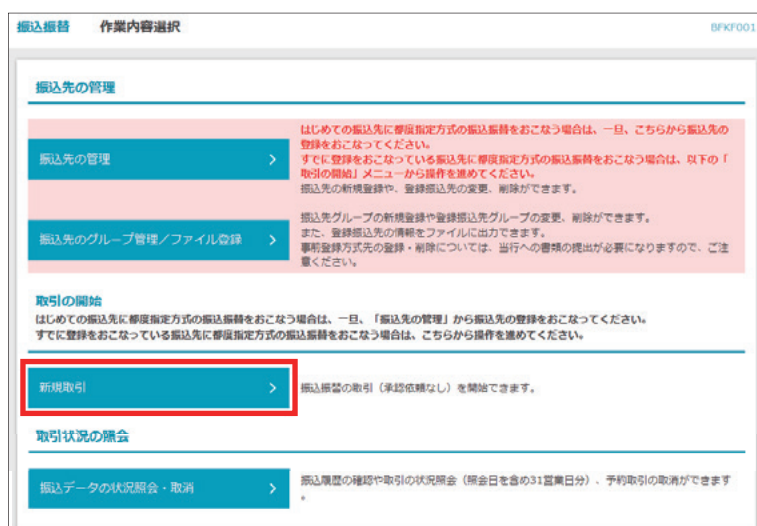 振込振替 作業内容選択 BFKF001
振込先の管理
振込先の管理
はじめての振込先に都度指定方式の振込振替をおこなう場合は、一旦、こちらから振込先の
登録をおこなってください。
すでに登録をおこなっている振込先に都度指定方式の振込振替をおこなう場合は、以下の「
取引の開始」メニューから操作を進めてください。
振込先の新規登録や、登録振込先の変更、削除ができます。
振込先のグループ管理/ファイル登録
振込先グループの新規登録や登録振込先グループの変更、削除ができます。
また、登録振込先の情報をファイルに出力できます。
事前登録方式先の登録・削除については、当行への書類の提出が必要になりますので、ご注
意ください。
取引の開始
はじめての振込先に都度指定方式の振込振替をおこなう場合は、一旦、「振込先の管理」から振込先の登録をおこなってください。
すでに登録をおこなっている振込先に都度指定方式の振込振替をおこなう場合は、こちらから操作を進めてください。
新規取引
振込振替の取引(承認依頼なし)を開始できます。
取引状況の照会
振込データの状況照会・取消
振込履歴の確認や取引の状況照会(照会日を含め31営業日分)、予約取引の取消ができます
。